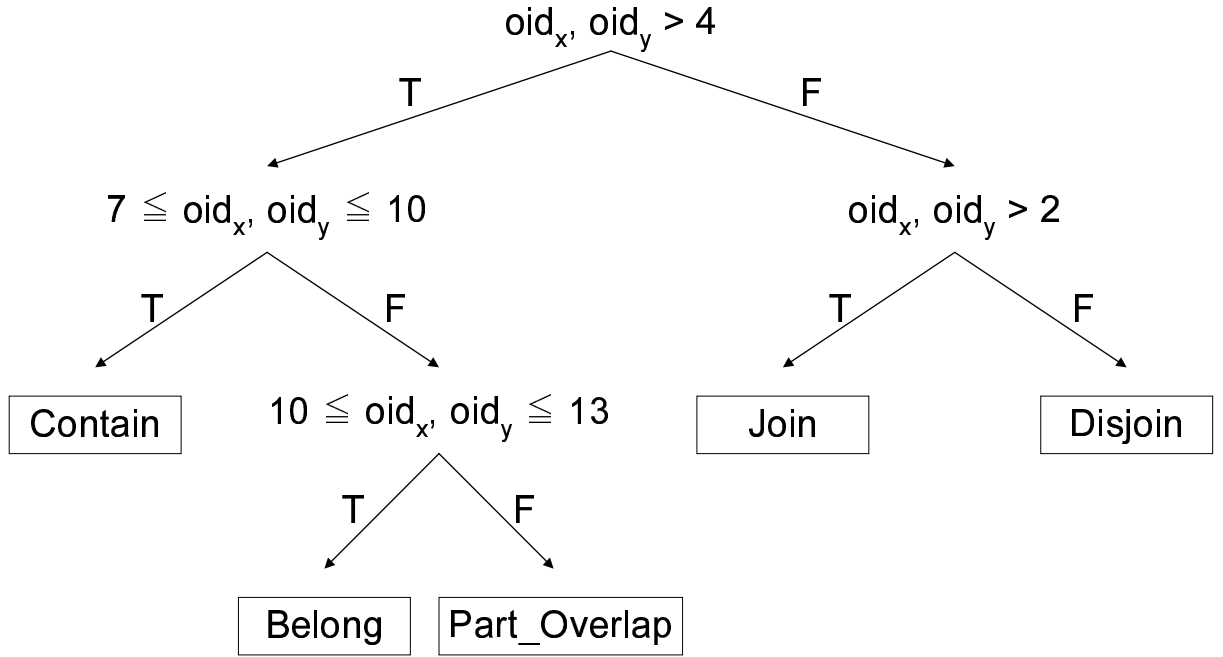 oidx, oidy > 4
T F
7 ≦ oidx, oidy ≦ 10 oidx, oidy > 2
T F T F
Contain 10 ≦ oidx, oidy ≦ 13 Join Disjoin
T F
Belong Part_Overlap